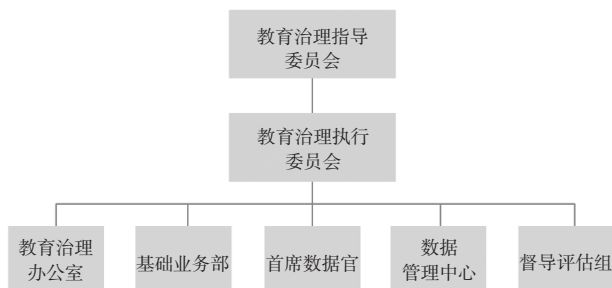 教育治理指导
委员会
教育治理执行
委员会
教育治理
办公室
基础业务部
首席数据官
数据
管理中心
督导评估组